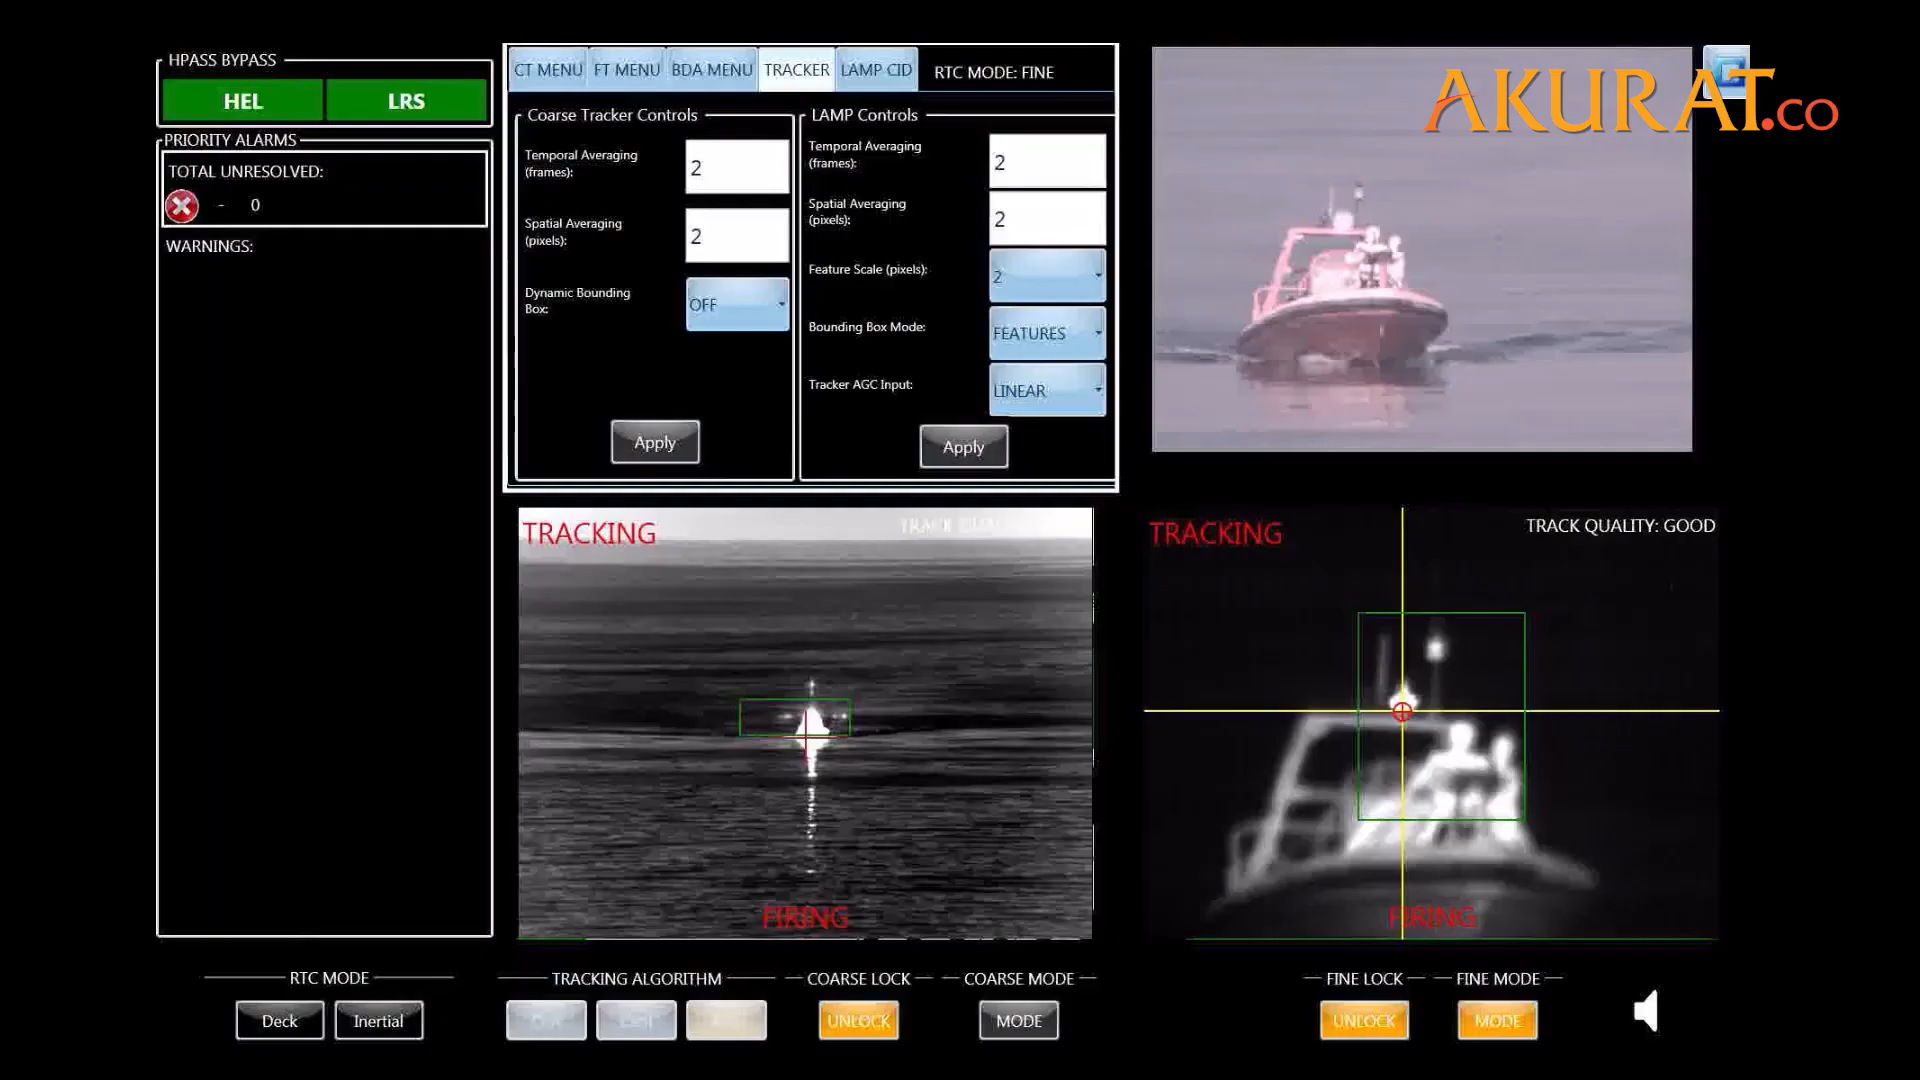 HPASS BYPASS
HEL
LRS
PRIORITY ALARMS
TOTAL UNRESOLVED:
- 0
WARNINGS:
CT MENU
FT MENU
BDA MENU
TRACKER
LAMP CID
RTC MODE: FINE
Coarse Tracker Controls
Temporal Averaging
(frames):
2
Spatial Averaging
(pixels):
2
Dynamic Bounding
Box:
OFF
Apply
LAMP Controls
Temporal Averaging
(frames):
2
Spatial Averaging
(pixels):
2
Feature Scale (pixels):
2
Bounding Box Mode:
FEATURES
Tracker AGC Input:
LINEAR
Apply
AKURAT.co
TRACKING
TRACK
FIRING
TRACKING
TRACK QUALITY: GOOD
FIRING
RTC MODE
Deck
Inertial
TRACKING ALGORITHM
COARSE LOCK
UNLOCK
COARSE MODE
MODE
FINE LOCK
UNLOCK
FINE MODE
MODE